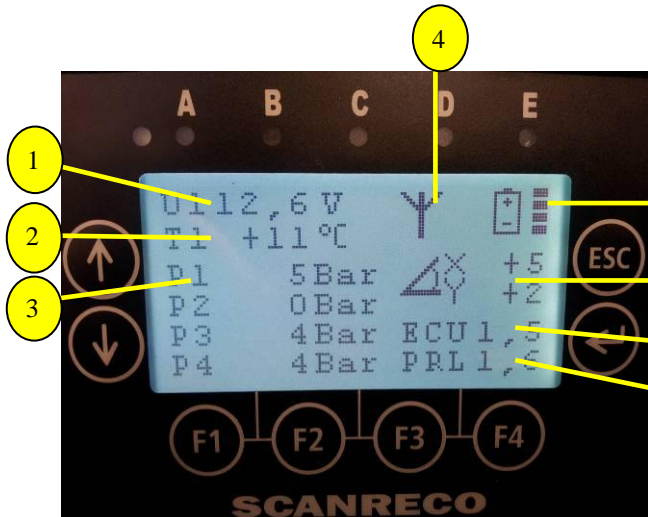 4
A B C D E
1
U1 12,6 V
+
-
2
T1 +11°C
ESC
3
P1 5Bar
X +5
P2 0Bar
Y +2
P3 4Bar ECU 1,5
P4 4Bar PRL 1,6
F1 F2 F3 F4
SCANRECO